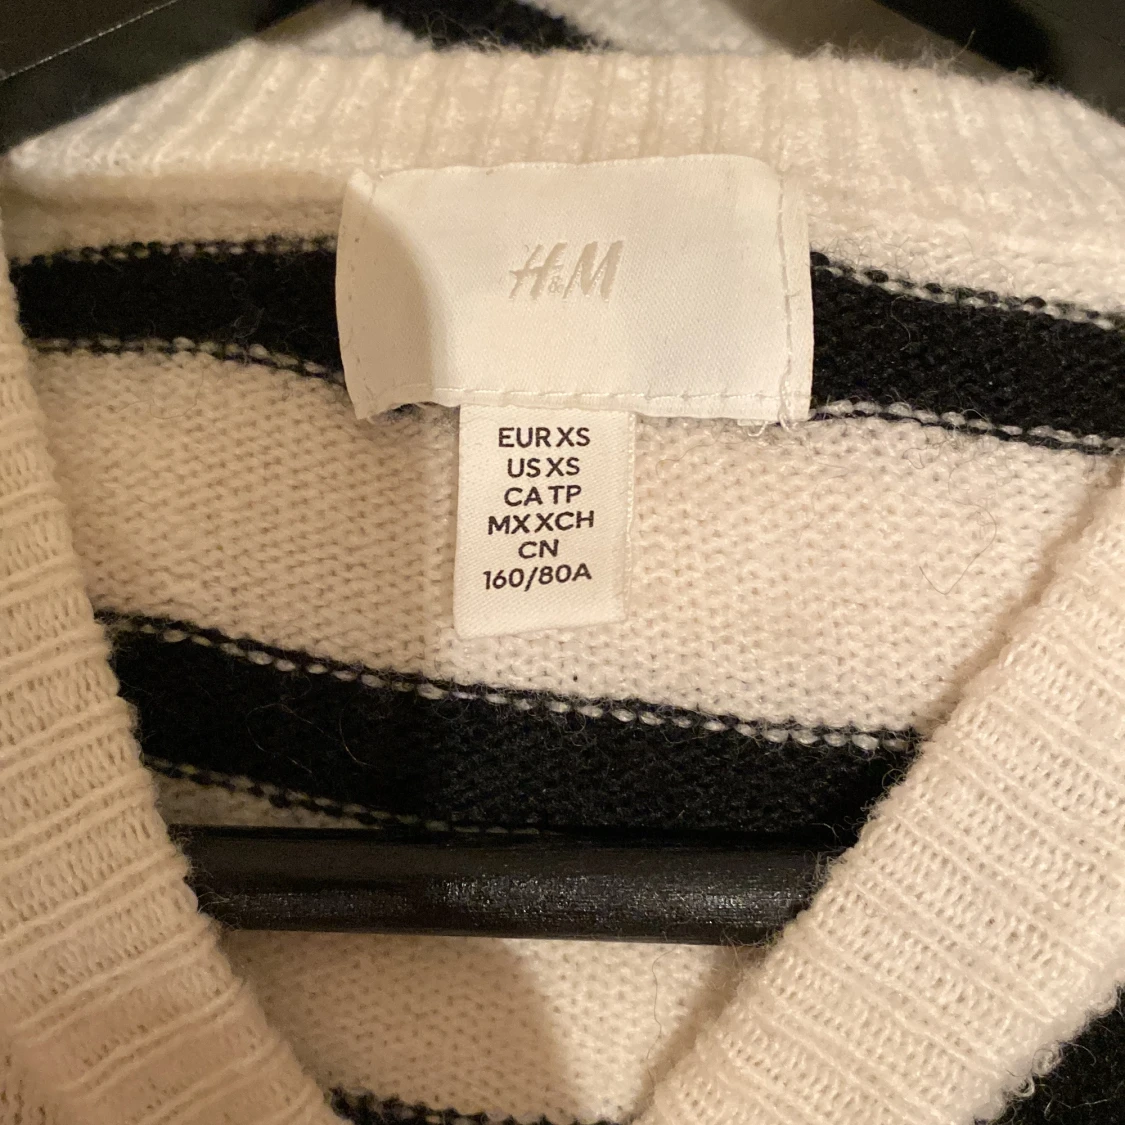 H&M
EUR XS
US XS
CA TP
MX XCH
CN
160/80A